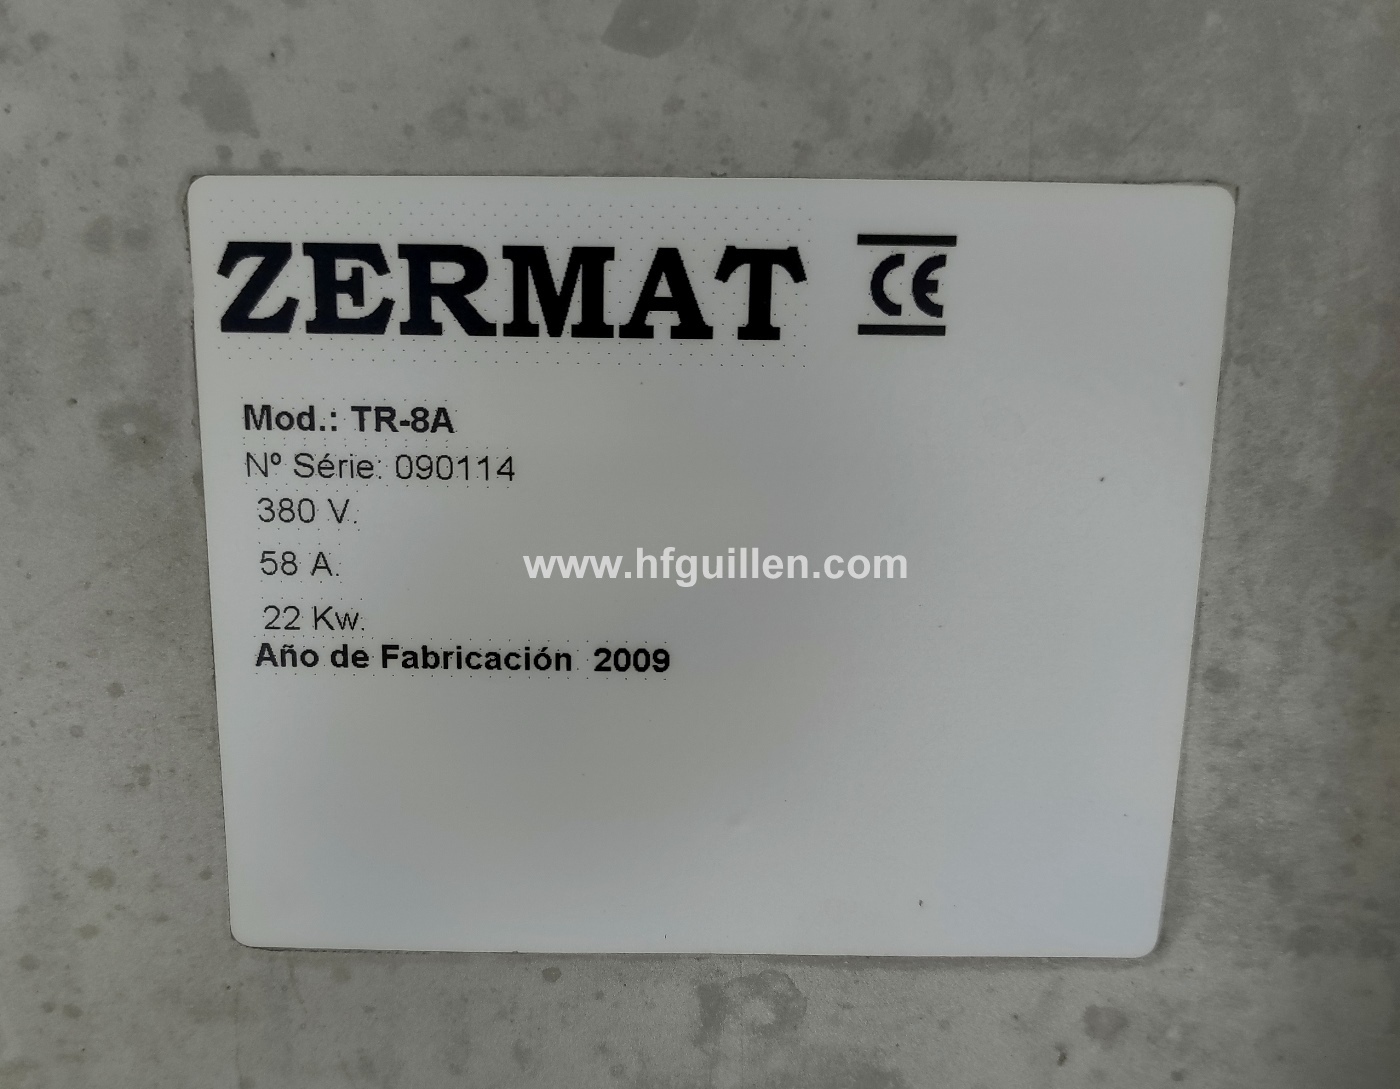 ZERMAT CE
Mod.: TR-8A
Nº Série: 090114
380 V.
58 A.
www.hfguillen.com
22 Kw.
Año de Fabricación 2009